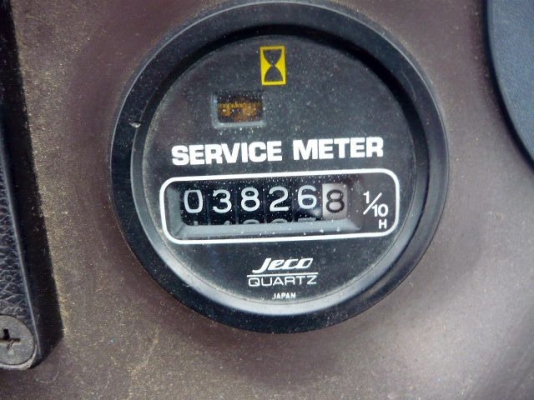 SERVICE METER
038268 1/10 H
Jeco
QUARTZ
JAPAN